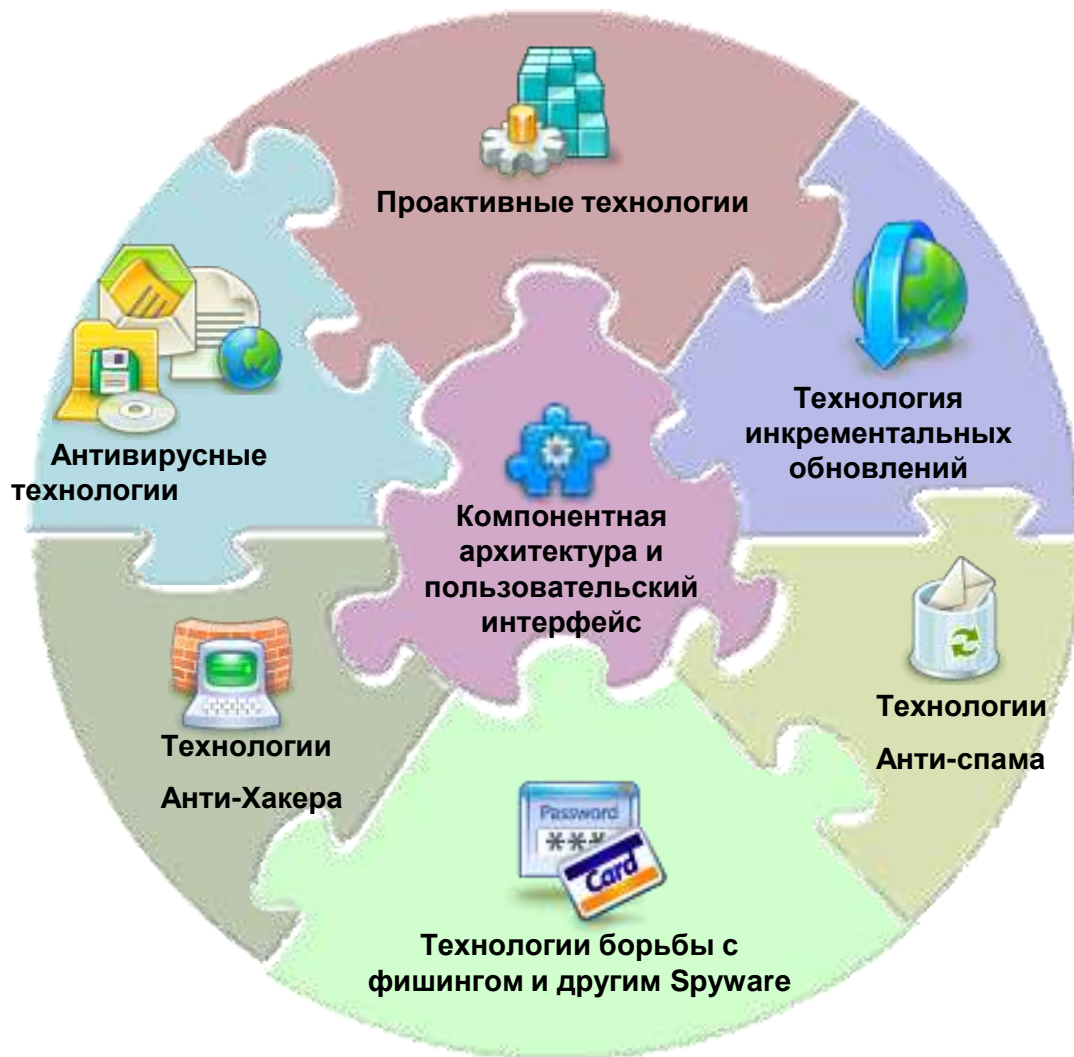 Проактивные технологии
Технология
инкрементальных
обновлений
Антивирусные
технологии
Компонентная
архитектура и
пользовательский
интерфейс
Технологии
Анти-спама
Технологии
Анти-Хакера
Password
***
Card
Технологии борьбы с
фишингом и другим Spyware